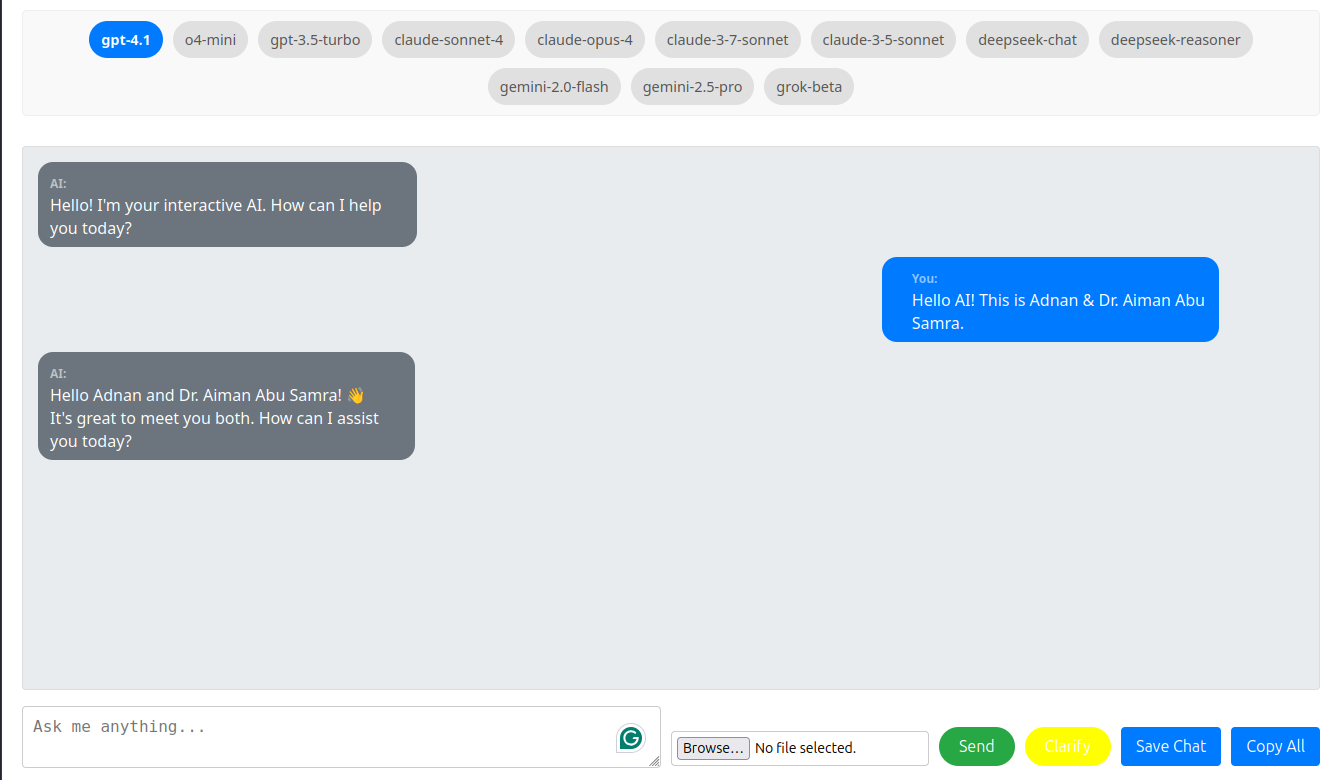 gpt-4.1 o4-mini gpt-3.5-turbo claude-sonnet-4 claude-opus-4 claude-3-7-sonnet claude-3-5-sonnet deepseek-chat deepseek-reasoner
gemini-2.0-flash gemini-2.5-pro grok-beta
AI:
Hello! I'm your interactive AI. How can I help
you today?
You:
Hello AI! This is Adnan & Dr. Aiman Abu
Samra.
AI:
Hello Adnan and Dr. Aiman Abu Samra! 👋
It's great to meet you both. How can I assist
you today?
Ask me anything...
G
Browse... No file selected. Send Clarify Save Chat Copy All